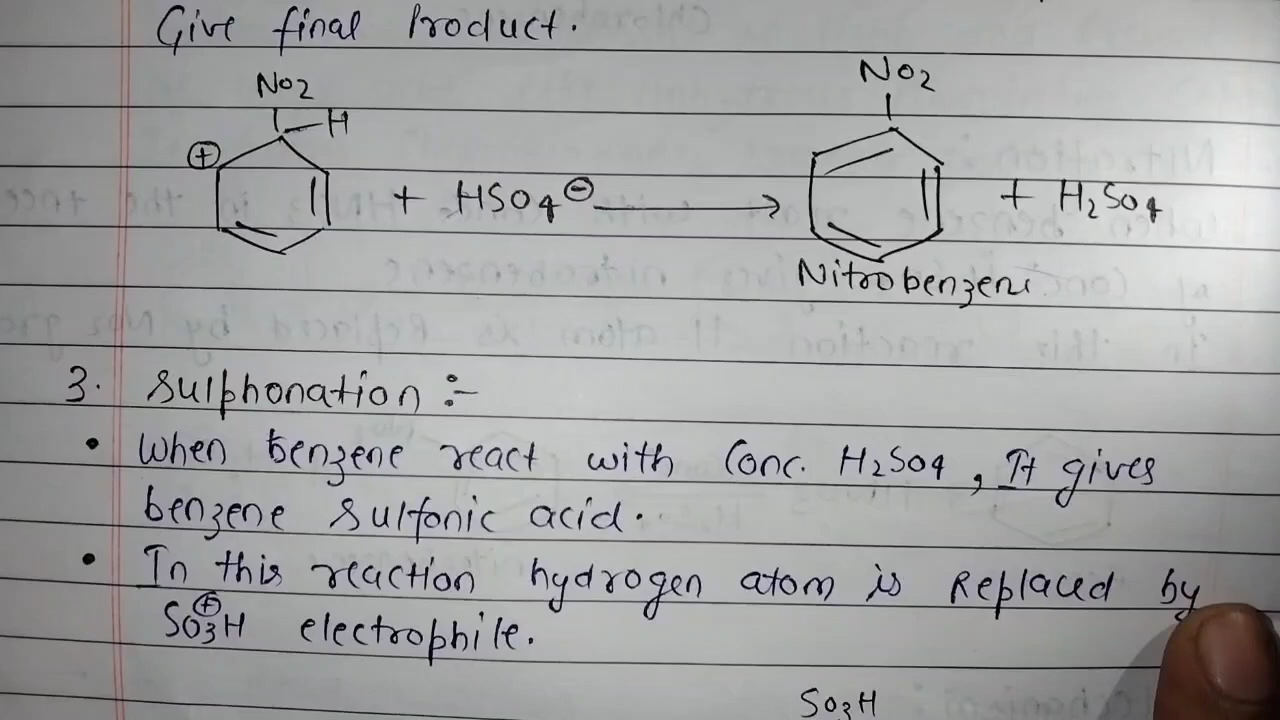 Give final Product.
NO2 NO2
H
⊕
+ HSO4⊖ → + H2SO4
Nitrobenzene
3. Sulphonation :-
• When benzene react with Conc. H2SO4, It gives
benzene sulfonic acid.
• In this reaction hydrogen atom is Replaced by
SO3⊕H electrophile.
SO3H